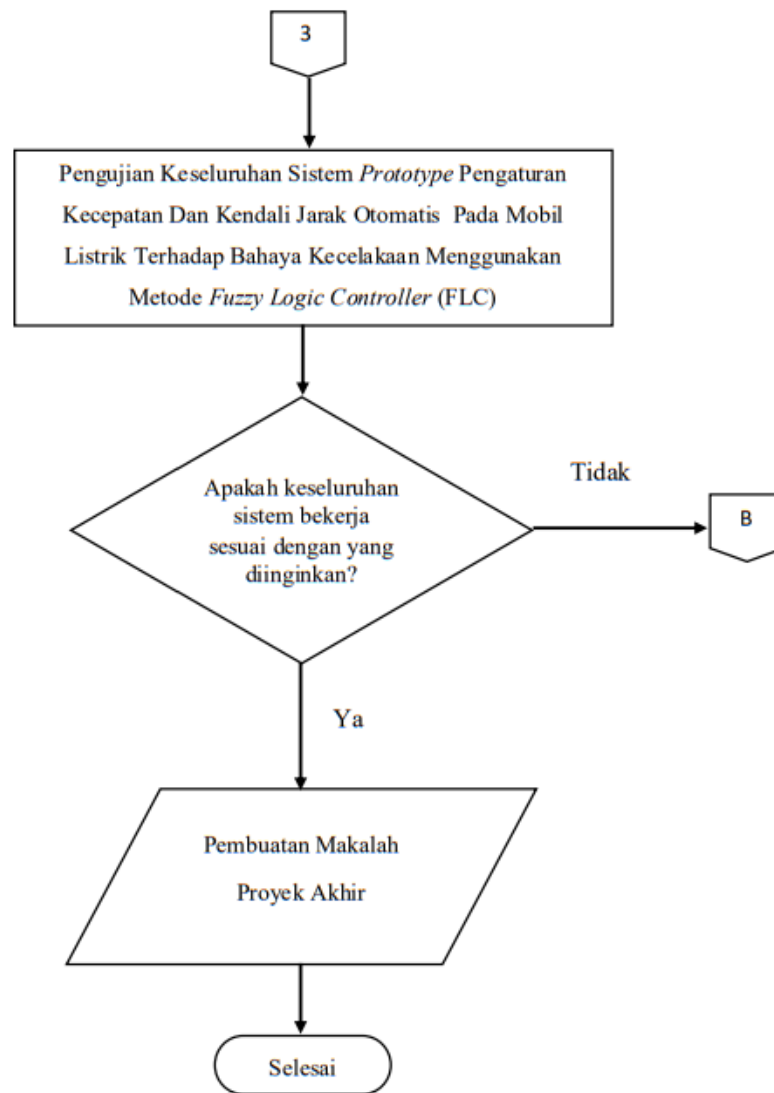 3
Pengujian Keseluruhan Sistem Prototype Pengaturan
Kecepatan Dan Kendali Jarak Otomatis Pada Mobil
Listrik Terhadap Bahaya Kecelakaan Menggunakan
Metode Fuzzy Logic Controller (FLC)
Apakah keseluruhan
sistem bekerja
sesuai dengan yang
diinginkan?
Tidak
B
Ya
Pembuatan Makalah
Proyek Akhir
Selesai